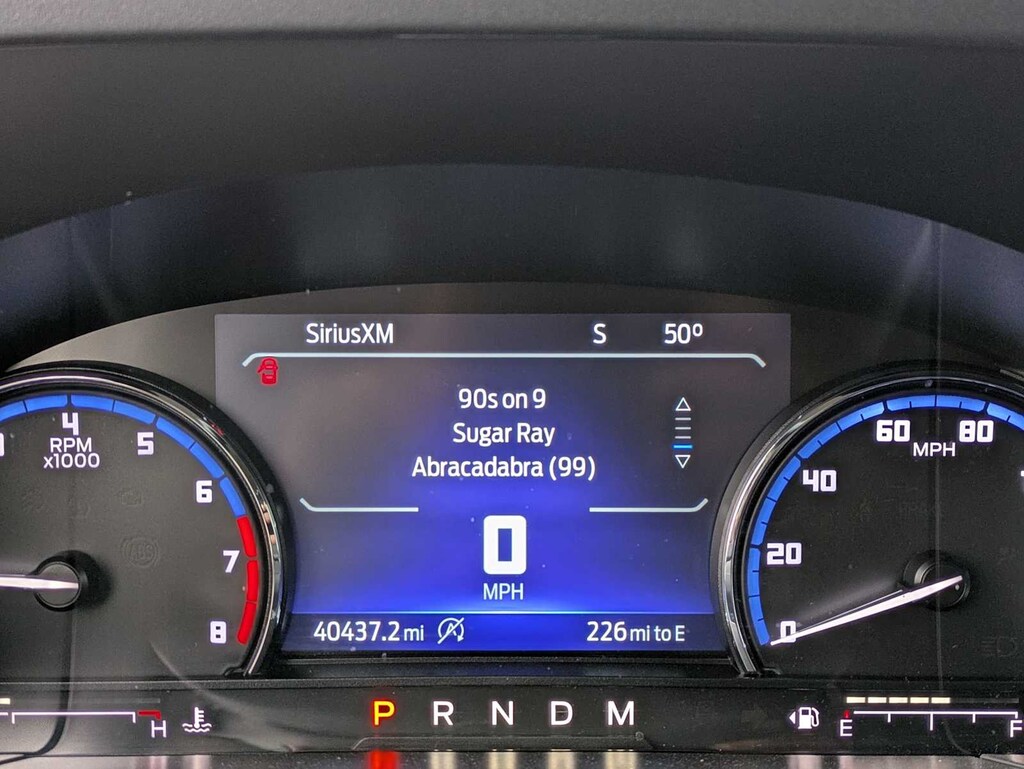 SiriusXM S 50º
90s on 9
Sugar Ray
Abracadabra (99)
0
MPH
40437.2 mi A 226 mi to E
4
RPM
x1000
5
6
7
8
60 80
MPH
40
20
0
H P R N D M E F